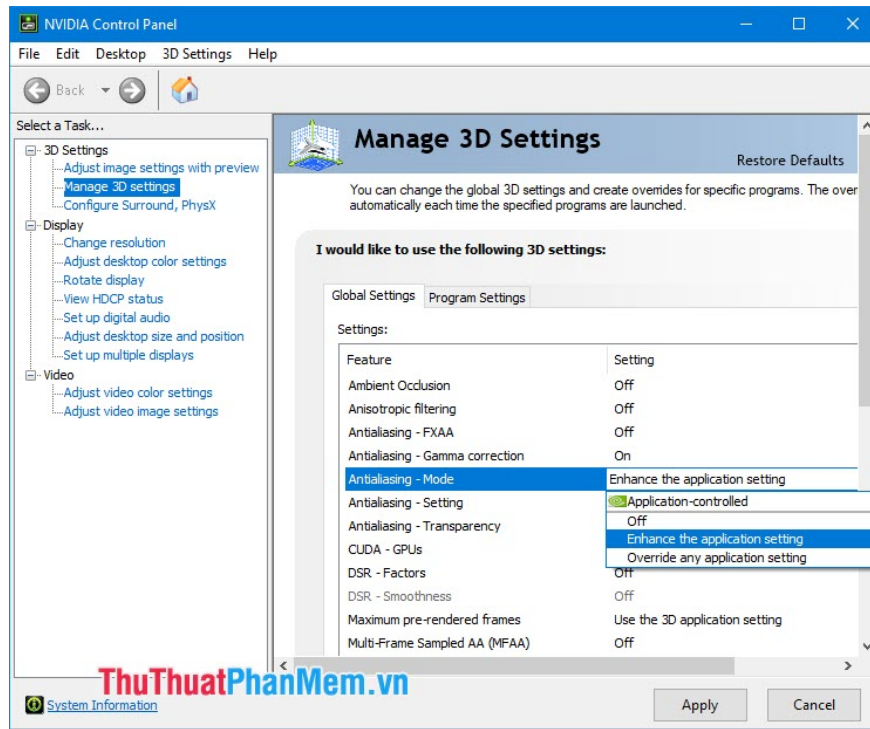 NVIDIA Control Panel
File Edit Desktop 3D Settings Help
Back
Select a Task...
3D Settings
Adjust image settings with preview
Manage 3D settings
Configure Surround, PhysX
Display
Change resolution
Adjust desktop color settings
Rotate display
View HDCP status
Set up digital audio
Adjust desktop size and position
Set up multiple displays
Video
Adjust video color settings
Adjust video image settings
Manage 3D Settings
Restore Defaults
You can change the global 3D settings and create overrides for specific programs. The over
automatically each time the specified programs are launched.
I would like to use the following 3D settings:
Global Settings Program Settings
Settings:
Feature Setting
Ambient Occlusion Off
Anisotropic filtering Off
Antialiasing - FXAA Off
Antialiasing - Gamma correction On
Antialiasing - Mode Enhance the application setting
Antialiasing - Setting Application-controlled
Antialiasing - Transparency Off
Enhance the application setting
CUDA - GPUs Override any application setting
DSR - Factors Off
DSR - Smoothness Off
Maximum pre-rendered frames Use the 3D application setting
Multi-Frame Sampled AA (MFAA) Off
ThuThuatPhanMem.vn
System Information
Apply Cancel